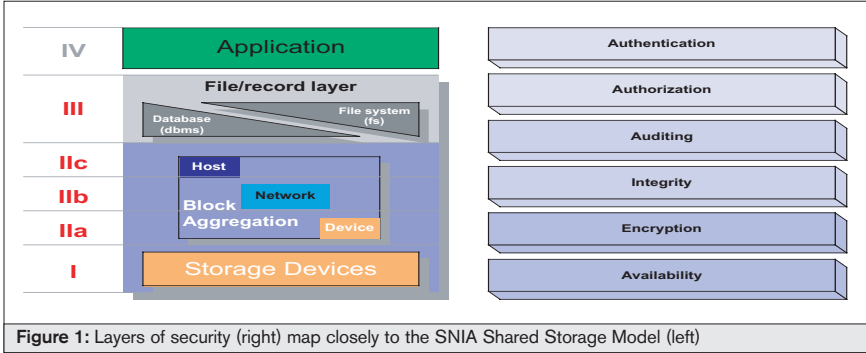 IV
Application
File/record layer
III
Database
(dbms)
File system
(fs)
IIc
Host
IIb
Network
Block
Aggregation
IIa
Device
I
Storage Devices
Authentication
Authorization
Auditing
Integrity
Encryption
Availability
Figure 1: Layers of security (right) map closely to the SNIA Shared Storage Model (left)